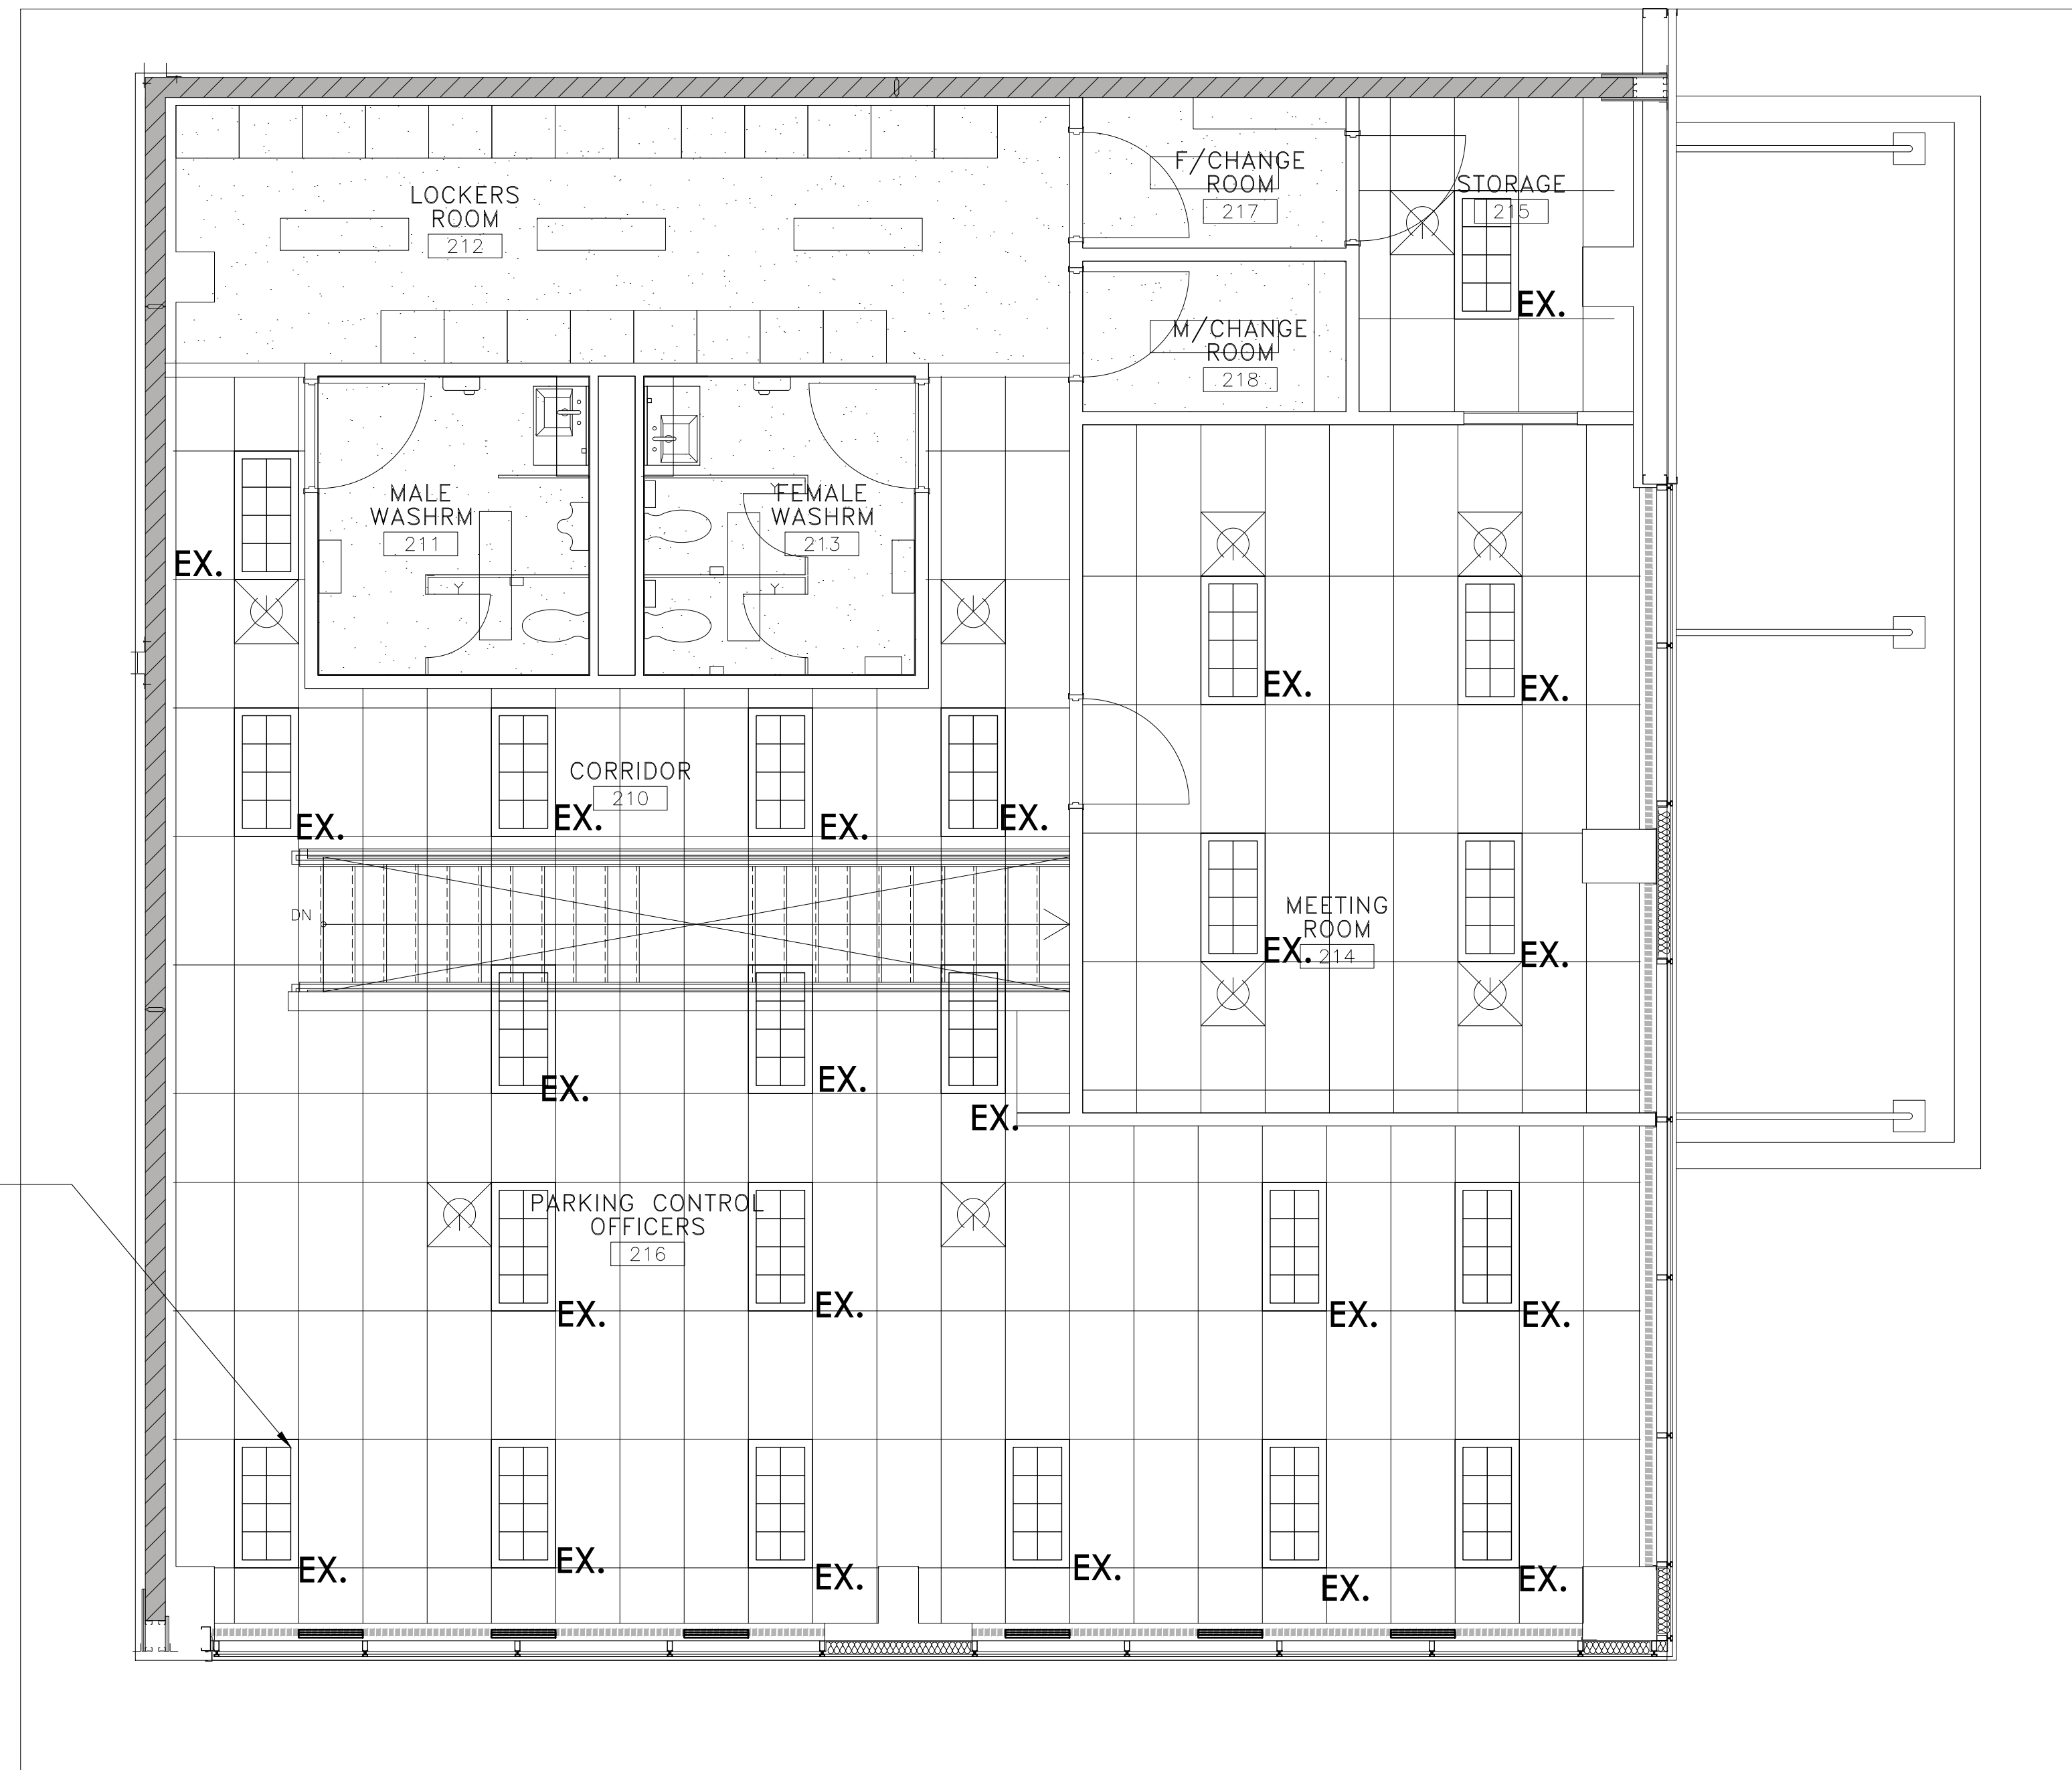 F/CHANGE
ROOM
217
STORAGE
215
LOCKERS
ROOM
212
EX.
M/CHANGE
ROOM
218
MALE
WASHRM
211
FEMALE
WASHRM
213
EX.
EX.
EX.
CORRIDOR
210
EX.
EX.
EX.
EX.
DN
MEETING
ROOM
214
EX.
EX.
EX.
EX.
EX.
PARKING CONTROL
OFFICERS
216
EX.
EX.
EX.
EX.
EX.
EX.
EX.
EX.
EX.
EX.